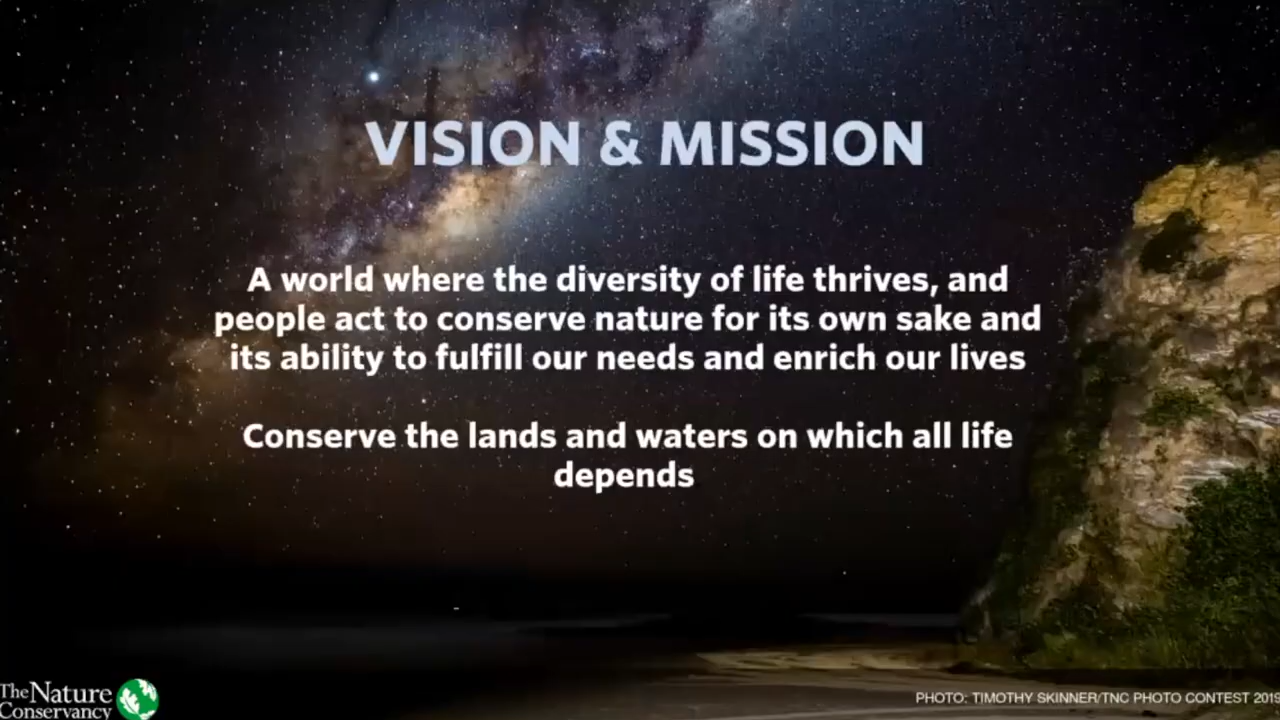 VISION & MISSION
A world where the diversity of life thrives, and
people act to conserve nature for its own sake and
its ability to fulfill our needs and enrich our lives
Conserve the lands and waters on which all life
depends
The Nature
Conservancy
PHOTO: TIMOTHY SKINNER/TNC PHOTO CONTEST 2019